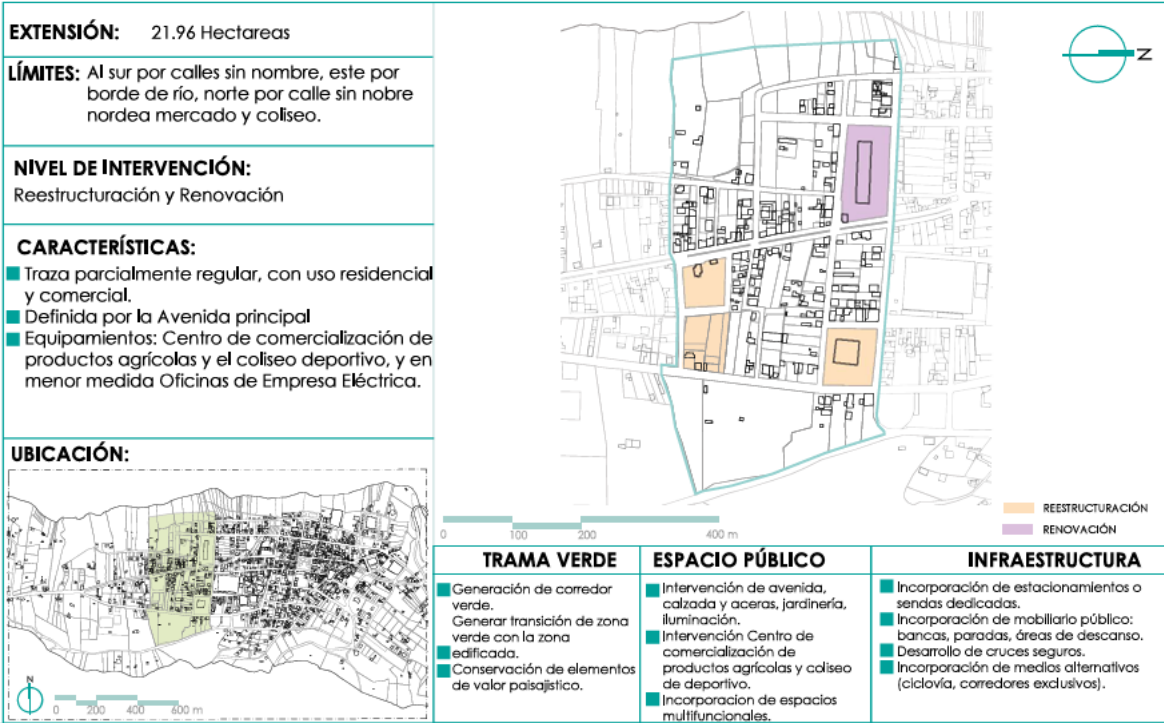 EXTENSIÓN: 21.96 Hectareas
LÍMITES: Al sur por calles sin nombre, este por
borde de río, norte por calle sin nobre
nordea mercado y coliseo.
NIVEL DE INTERVENCIÓN:
Reestructuración y Renovación
CARACTERÍSTICAS:
Traza parcialmente regular, con uso residencial
y comercial.
Definida por la Avenida principal
Equipamientos: Centro de comercialización de
productos agrícolas y el coliseo deportivo, y en
menor medida Oficinas de Empresa Eléctrica.
UBICACIÓN:
N
0 200 400 600 m
N
0 100 200 400 m
REESTRUCTURACIÓN
RENOVACIÓN
TRAMA VERDE
Generación de corredor
verde.
Generar transición de zona
verde con la zona
edificada.
Conservación de elementos
de valor paisajistico.
ESPACIO PÚBLICO
Intervención de avenida,
calzada y aceras, jardinería,
iluminación.
Intervención Centro de
comercialización de
productos agrícolas y coliseo
de deportivo.
Incorporacion de espacios
multifuncionales.
INFRAESTRUCTURA
Incorporación de estacionamientos o
sendas dedicadas.
Incorporación de mobiliario público:
bancas, paradas, áreas de descanso.
Desarrollo de cruces seguros.
Incorporación de medios alternativos
(ciclovía, corredores exclusivos).